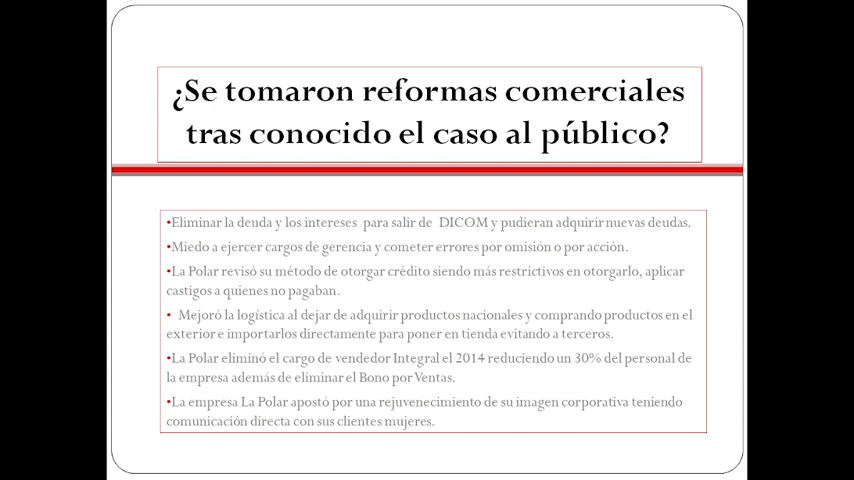 ¿Se tomaron reformas comerciales
tras conocido el caso al público?
•Eliminar la deuda y los intereses para salir de DICOM y pudieran adquirir nuevas deudas.
•Miedo a ejercer cargos de gerencia y cometer errores por omisión o por acción.
•La Polar revisó su método de otorgar crédito siendo más restrictivos en otorgarlo, aplicar
castigos a quienes no pagaban.
• Mejoró la logística al dejar de adquirir productos nacionales y comprando productos en el
exterior e importarlos directamente para poner en tienda evitando a terceros.
•La Polar eliminó el cargo de vendedor Integral el 2014 reduciendo un 30% del personal de
la empresa además de eliminar el Bono por Ventas.
•La empresa La Polar apostó por una rejuvenecimiento de su imagen corporativa teniendo
comunicación directa con sus clientes mujeres.